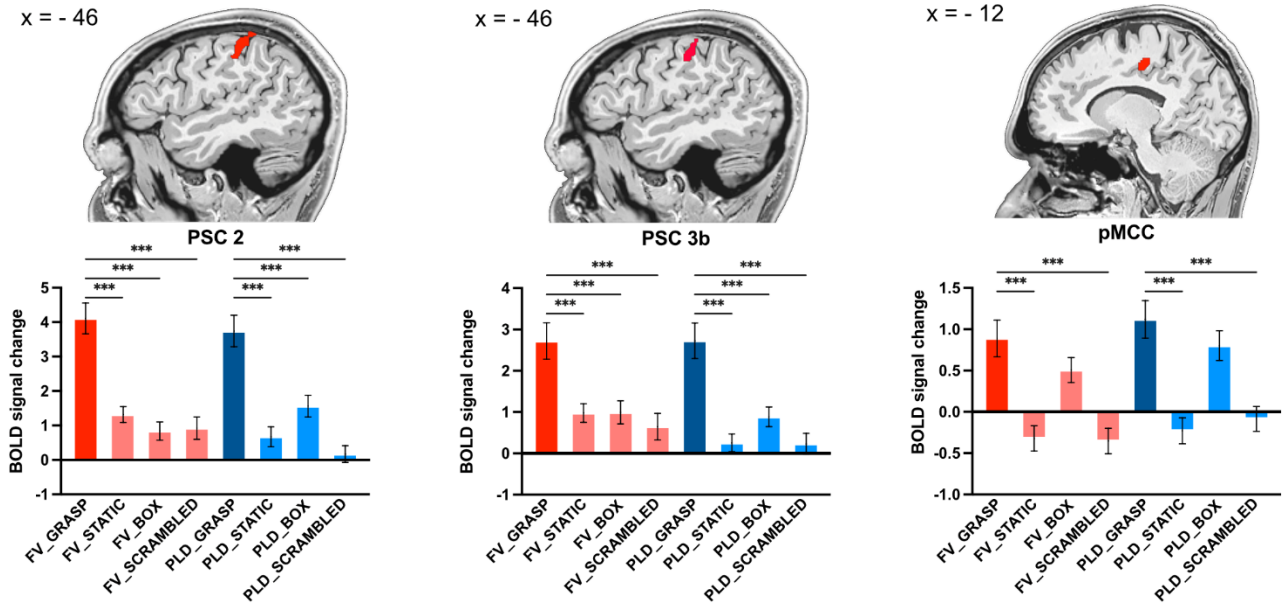 x = - 46
PSC 2
***
***
***
***
***
***
BOLD signal change
5
4
3
2
1
0
-1
FV_GRASP
FV_STATIC
FV_BOX
FV_SCRAMBLED
PLD_GRASP
PLD_STATIC
PLD_BOX
PLD_SCRAMBLED
x = - 46
PSC 3b
***
***
***
***
***
***
BOLD signal change
4
3
2
1
0
-1
FV_GRASP
FV_STATIC
FV_BOX
FV_SCRAMBLED
PLD_GRASP
PLD_STATIC
PLD_BOX
PLD_SCRAMBLED
x = - 12
pMCC
***
***
***
***
BOLD signal change
1.5
1.0
0.5
0.0
-0.5
-1.0
FV_GRASP
FV_STATIC
FV_BOX
FV_SCRAMBLED
PLD_GRASP
PLD_STATIC
PLD_BOX
PLD_SCRAMBLED